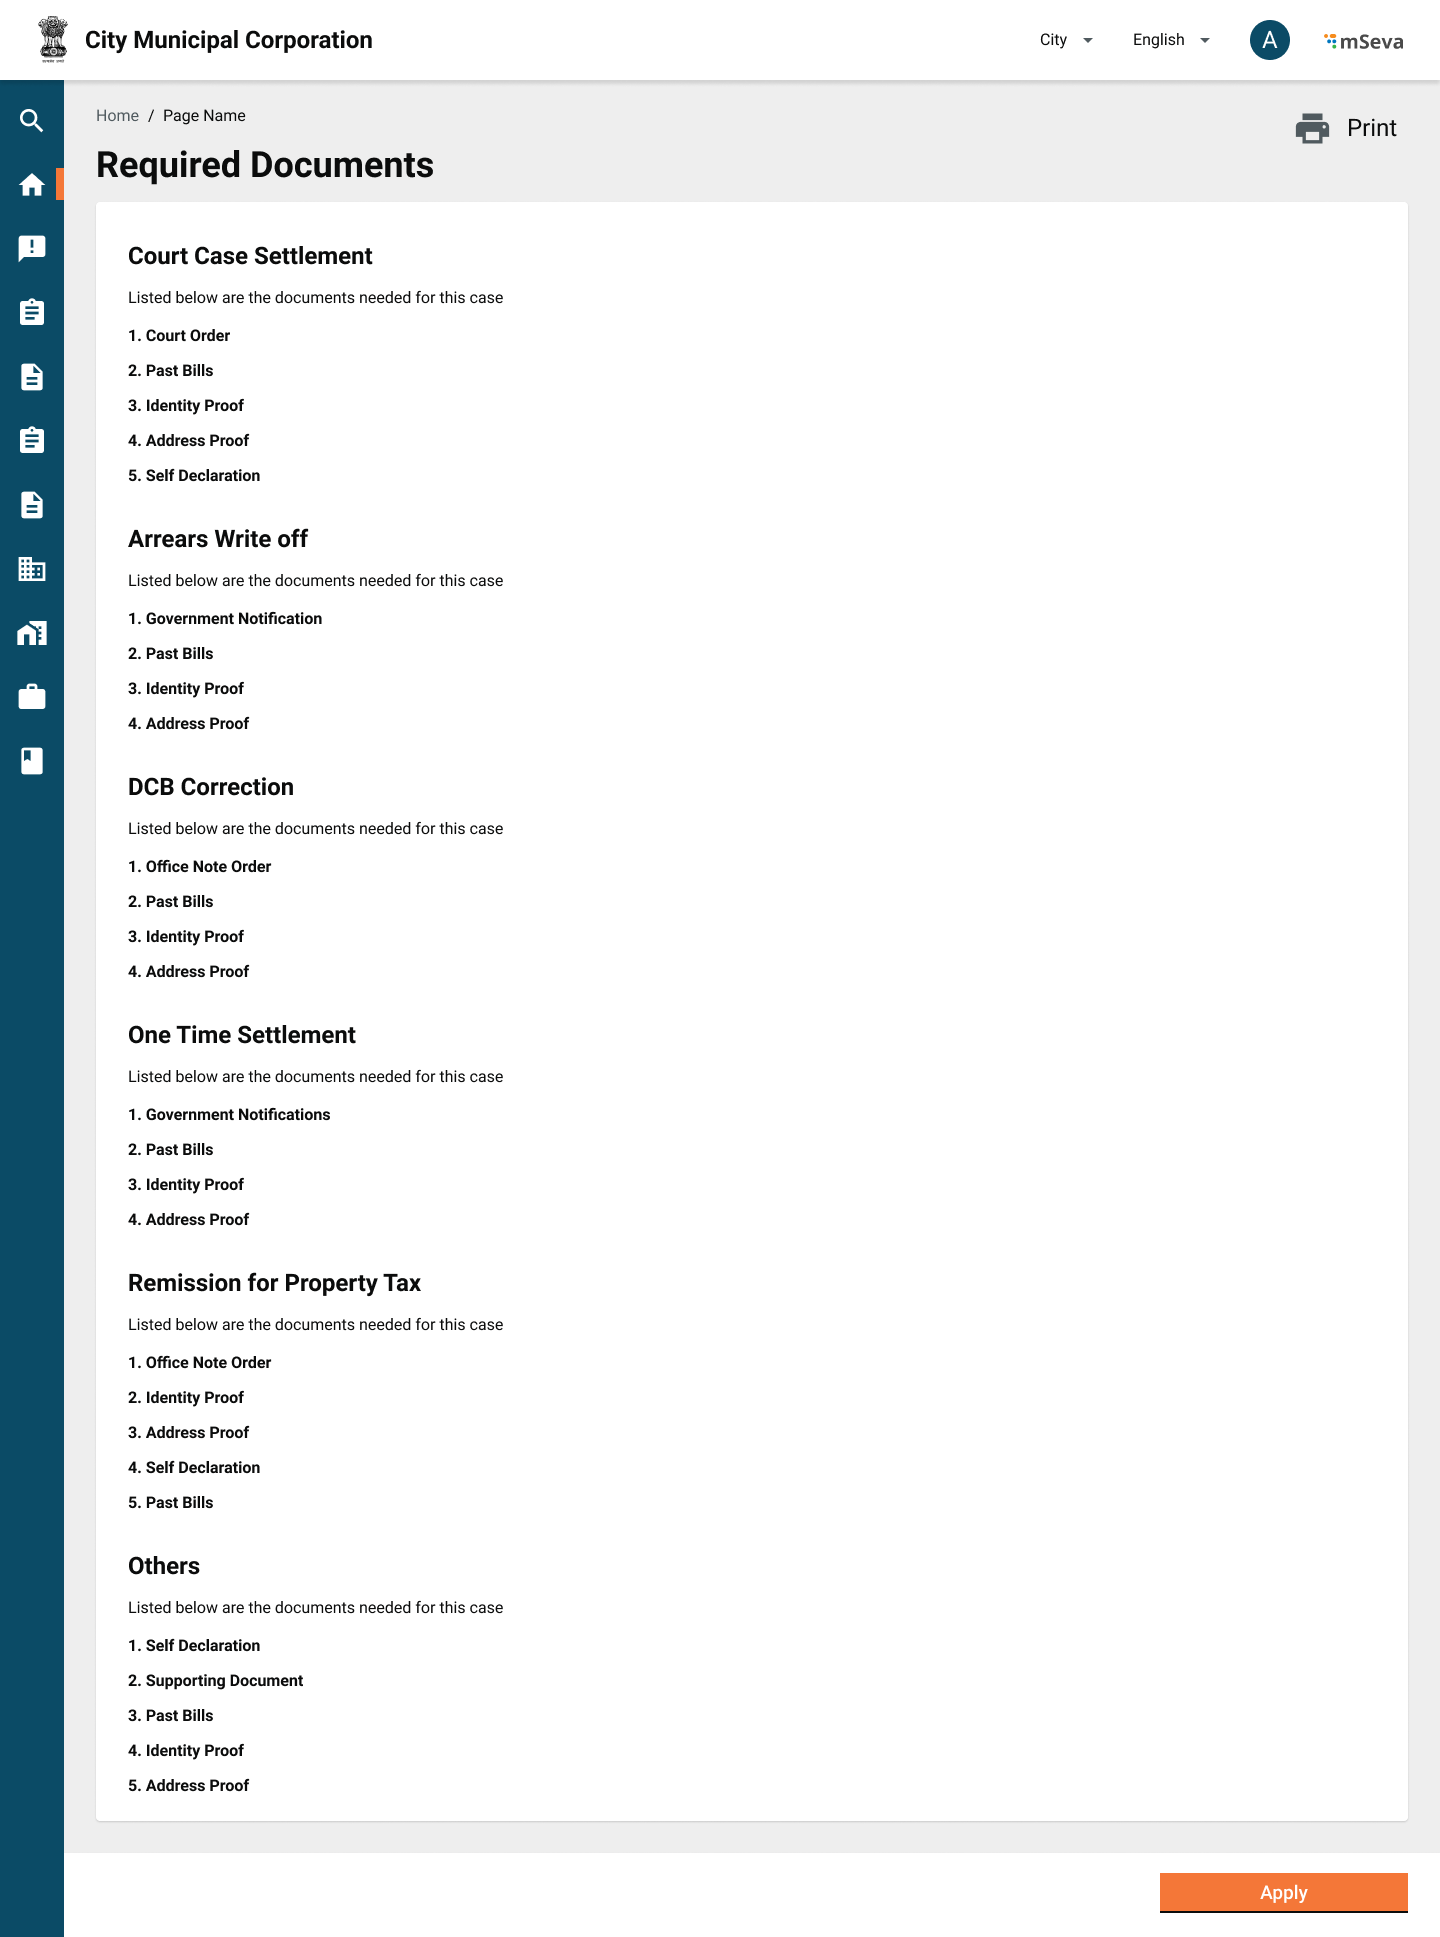 City Municipal Corporation
City
English
A
mSeva
Home / Page Name
Print
Required Documents
Court Case Settlement
Listed below are the documents needed for this case
1. Court Order
2. Past Bills
3. Identity Proof
4. Address Proof
5. Self Declaration
Arrears Write off
Listed below are the documents needed for this case
1. Government Notification
2. Past Bills
3. Identity Proof
4. Address Proof
DCB Correction
Listed below are the documents needed for this case
1. Office Note Order
2. Past Bills
3. Identity Proof
4. Address Proof
One Time Settlement
Listed below are the documents needed for this case
1. Government Notifications
2. Past Bills
3. Identity Proof
4. Address Proof
Remission for Property Tax
Listed below are the documents needed for this case
1. Office Note Order
2. Identity Proof
3. Address Proof
4. Self Declaration
5. Past Bills
Others
Listed below are the documents needed for this case
1. Self Declaration
2. Supporting Document
3. Past Bills
4. Identity Proof
5. Address Proof
Apply